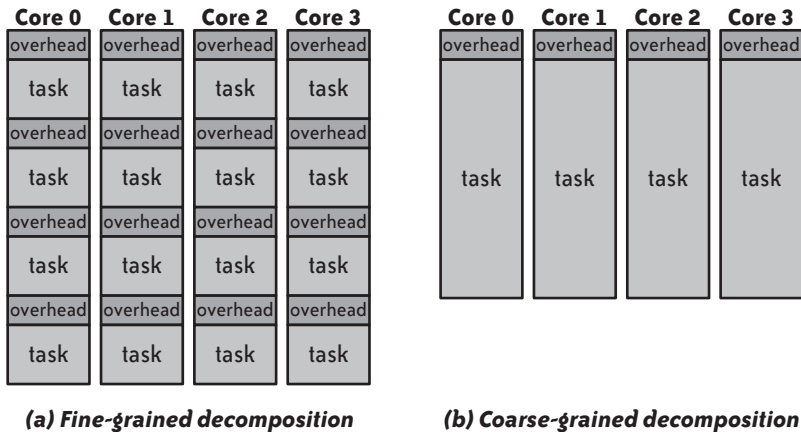 Core 0 Core 1 Core 2 Core 3
overhead overhead overhead overhead
task task task task
overhead overhead overhead overhead
task task task task
overhead overhead overhead overhead
task task task task
overhead overhead overhead overhead
task task task task
(a) Fine-grained decomposition
Core 0 Core 1 Core 2 Core 3
overhead overhead overhead overhead
task task task task
(b) Coarse-grained decomposition